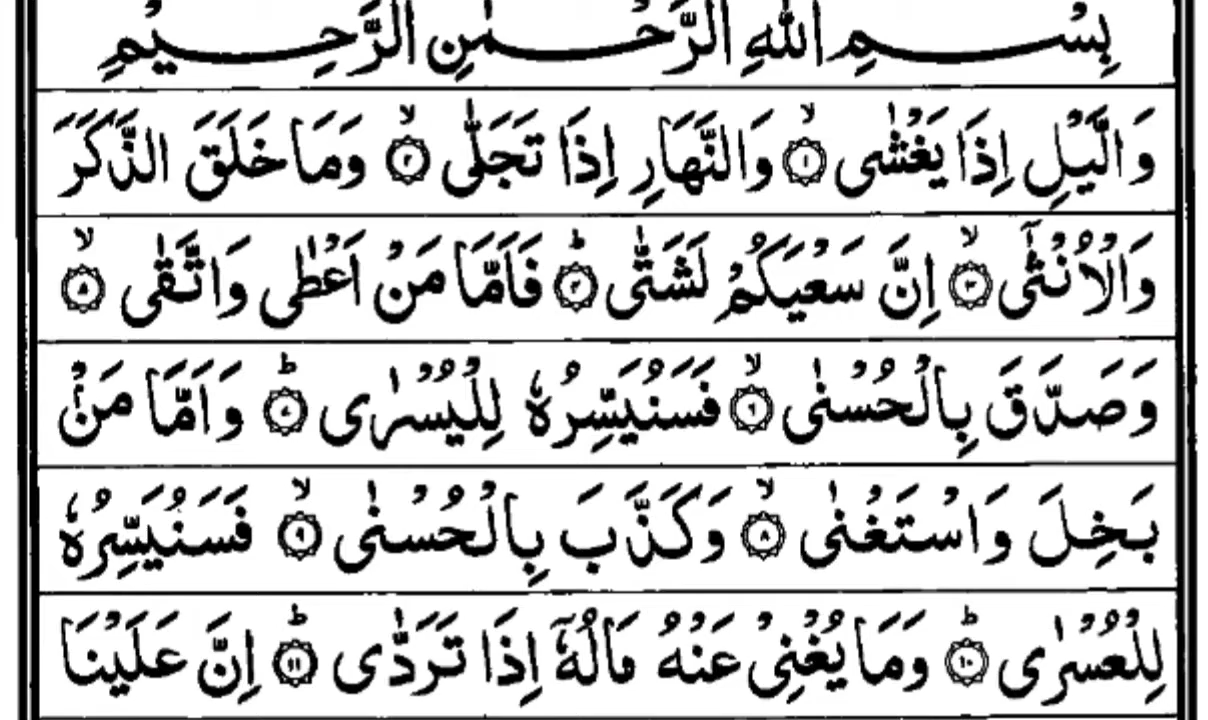 بِسْمِ اللّٰهِ الرَّحْمٰنِ الرَّحِيْمِ
وَالَّيْلِ اِذَا يَغْشٰى ۙ‏﴿۱﴾ وَالنَّهَارِ اِذَا تَجَلّٰى ۙ‏﴿۲﴾ وَمَا خَلَقَ الذَّكَرَ
وَالْاُنْثٰٓى ۙ‏﴿۳﴾ اِنَّ سَعْيَكُمْ لَشَتّٰى ؕ‏﴿۴﴾ فَاَمَّا مَنْ اَعْطٰى وَاتَّقٰى ۙ‏﴿۵﴾
وَصَدَّقَ بِالْحُسْنٰى ۙ‏﴿۶﴾ فَسَنُيَسِّرُهٗ لِلْيُسْرٰى ؕ‏﴿۷﴾ وَاَمَّا مَنْۢ
بَخِلَ وَاسْتَغْنٰى ۙ‏﴿۸﴾ وَكَذَّبَ بِالْحُسْنٰى ۙ‏﴿۹﴾ فَسَنُيَسِّرُهٗ
لِلْعُسْرٰى ؕ‏﴿۱۰﴾ وَمَا يُغْنِىْ عَنْهُ مَالُهٗٓ اِذَا تَرَدّٰى ؕ‏﴿۱۱﴾ اِنَّ عَلَيْنَا